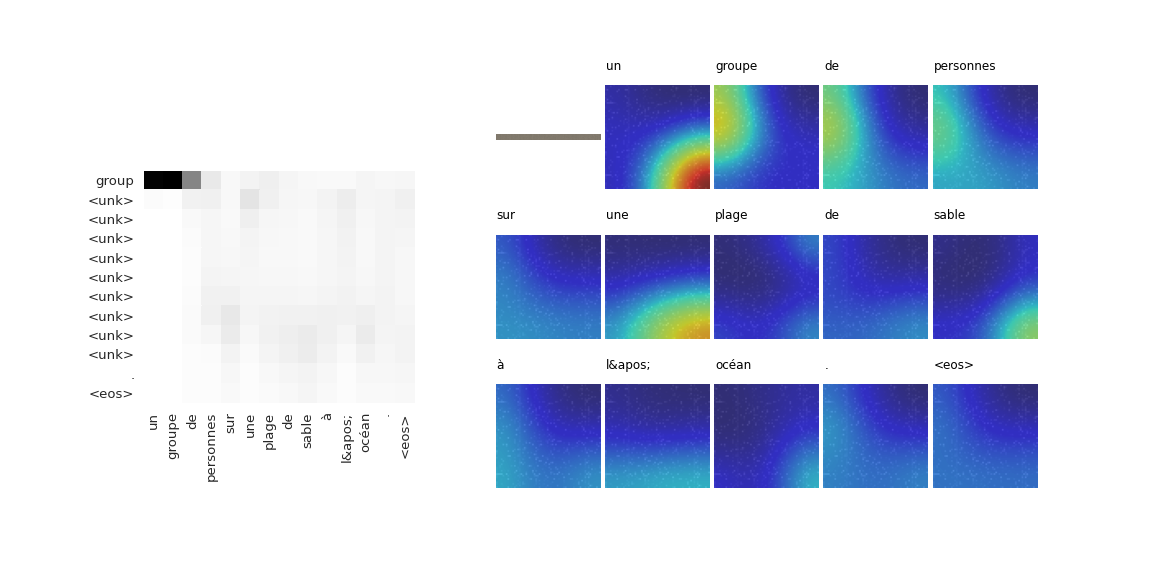 group
<unk>
<unk>
<unk>
<unk>
<unk>
<unk>
<unk>
<unk>
<unk>
.
<eos>
un groupe de personnes sur une plage de sable à l&apos; océan . <eos>
un groupe de personnes
sur une plage de sable
à l&apos; océan . <eos>